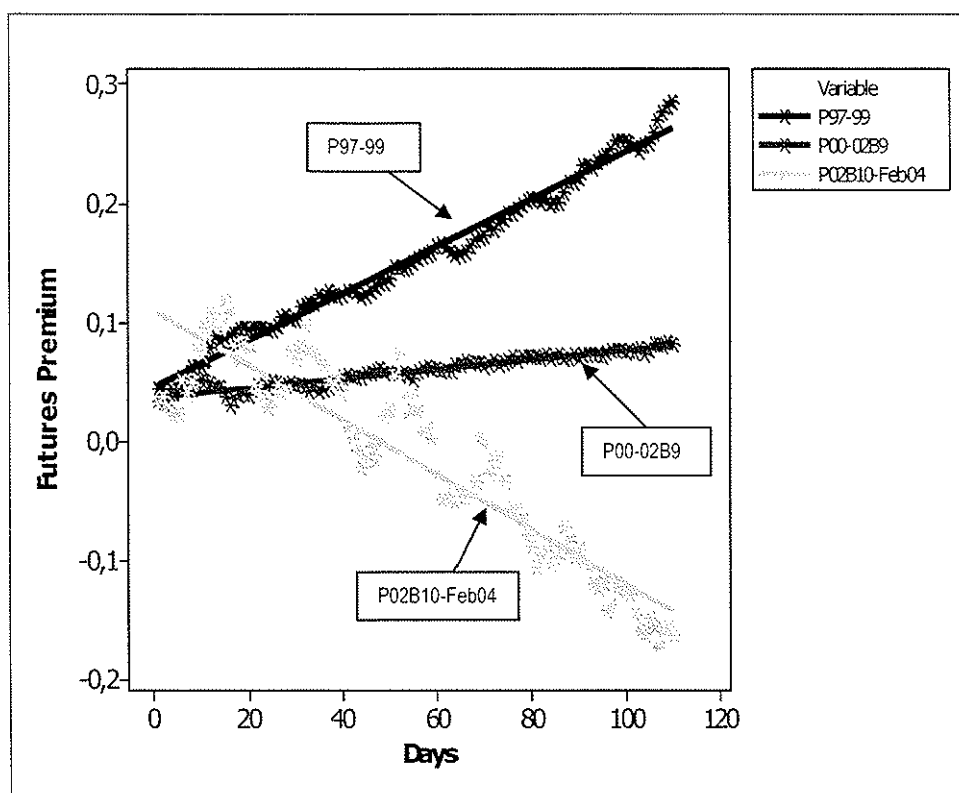 0,3
0,2
0,1
0,0
-0,1
-0,2
Futures Premium
P97-99
P00-02B9
P02B10-Feb04
0
20
40
60
80
100
120
Days
Variable
P97-99
P00-02B9
P02B10-Feb04